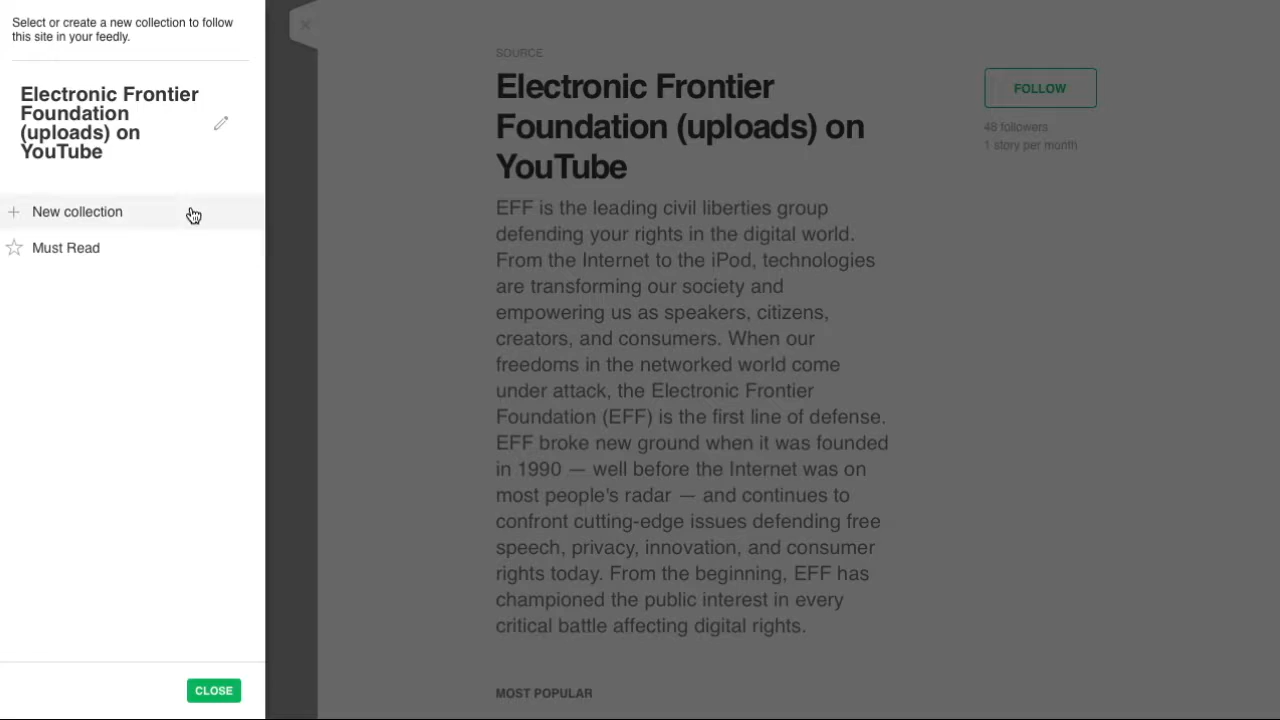 Select or create a new collection to follow
this site in your feedly.
Electronic Frontier
Foundation
(uploads) on
YouTube
New collection
Must Read
CLOSE
SOURCE
Electronic Frontier
Foundation (uploads) on
YouTube
FOLLOW
48 followers
1 story per month
EFF is the leading civil liberties group
defending your rights in the digital world.
From the Internet to the iPod, technologies
are transforming our society and
empowering us as speakers, citizens,
creators, and consumers. When our
freedoms in the networked world come
under attack, the Electronic Frontier
Foundation (EFF) is the first line of defense.
EFF broke new ground when it was founded
in 1990 — well before the Internet was on
most people's radar — and continues to
confront cutting-edge issues defending free
speech, privacy, innovation, and consumer
rights today. From the beginning, EFF has
championed the public interest in every
critical battle affecting digital rights.
MOST POPULAR